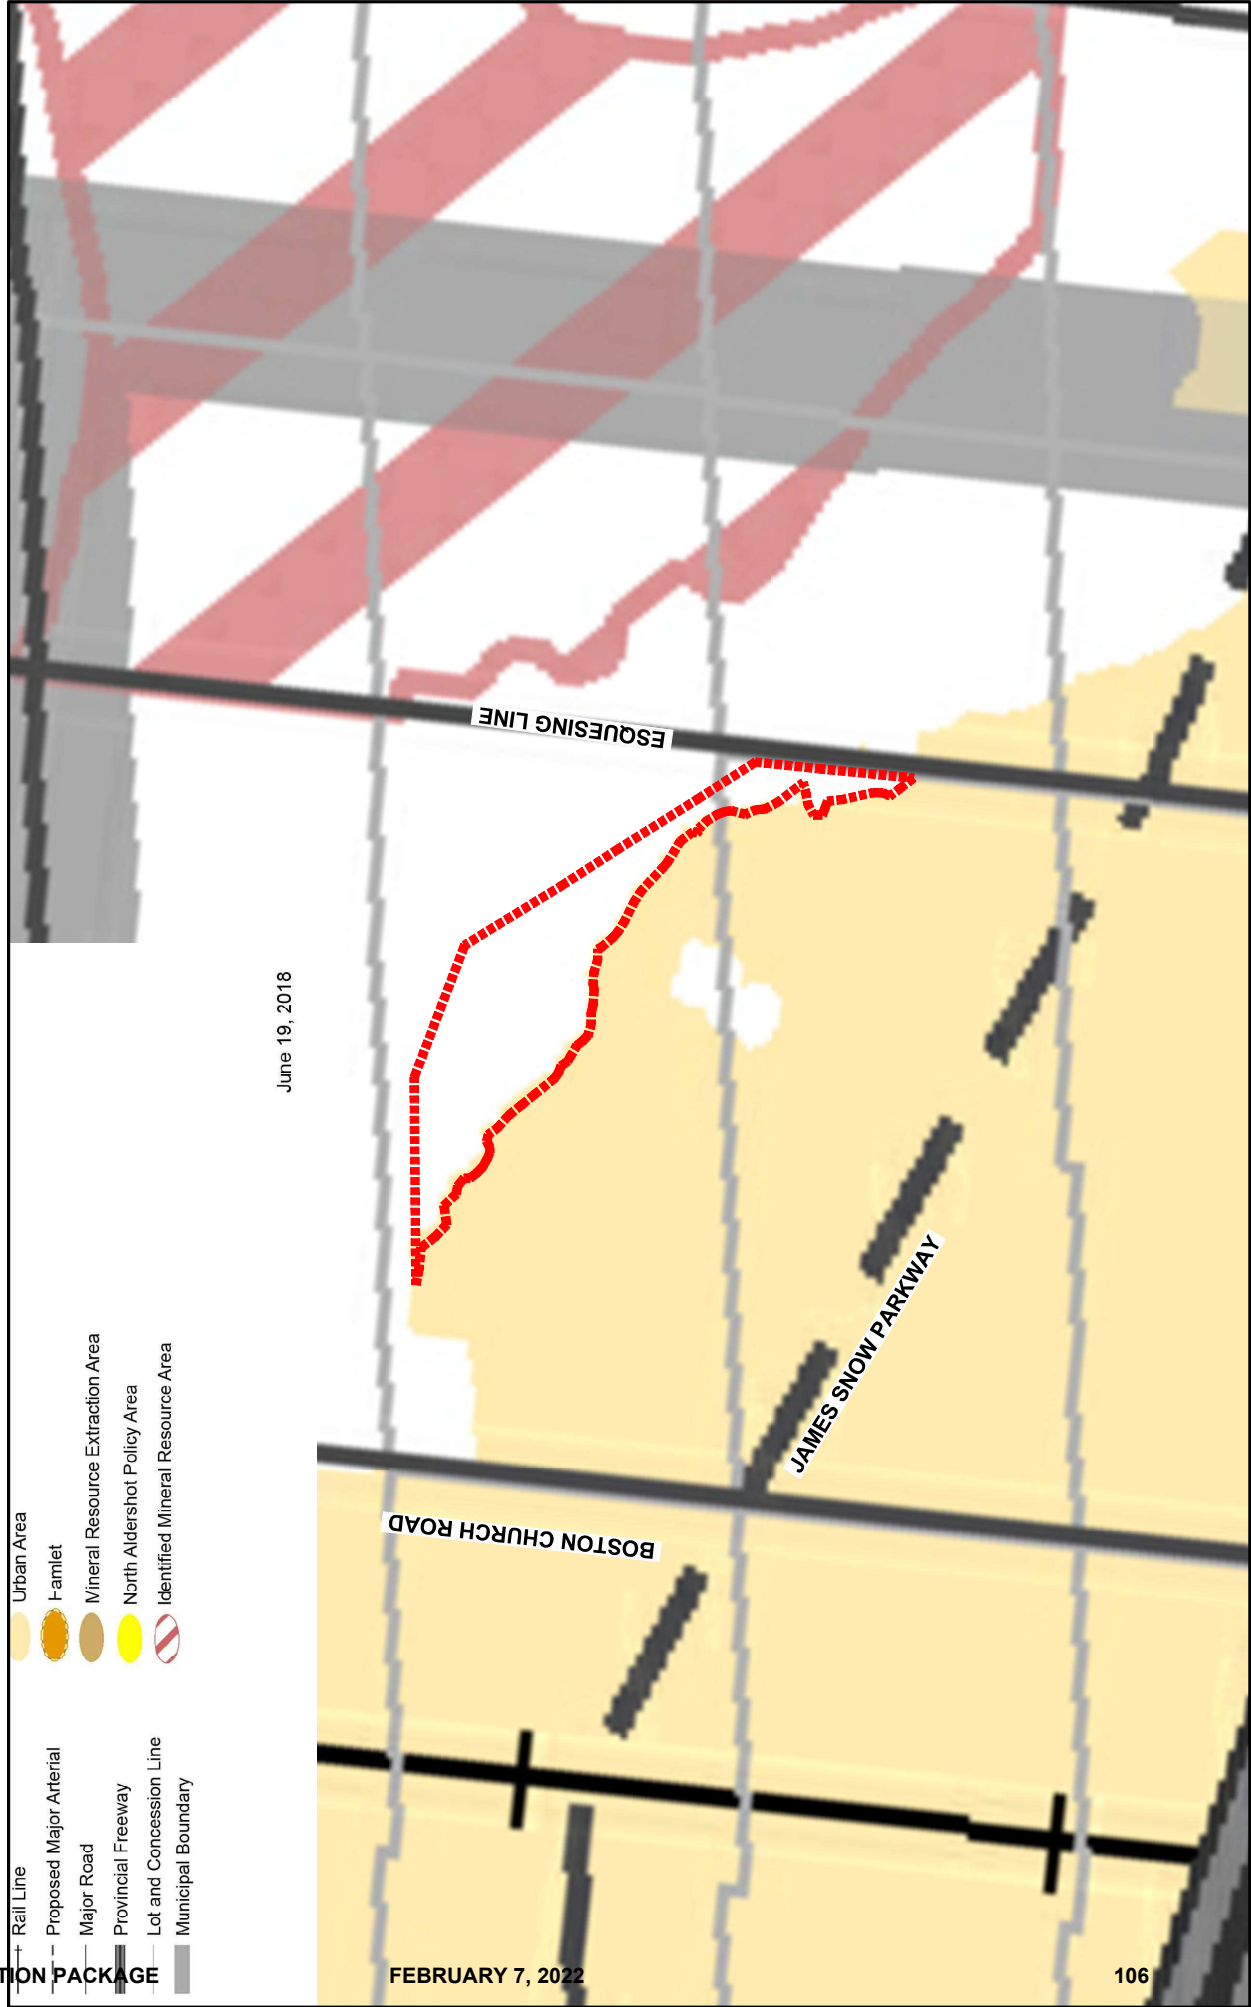 Rail Line
Proposed Major Arterial
Major Road
Provincial Freeway
Lot and Concession Line
Municipal Boundary
Urban Area
Hamlet
Mineral Resource Extraction Area
North Aldershot Policy Area
Identified Mineral Resource Area
June 19, 2018
ESQUESING LINE
JAMES SNOW PARKWAY
BOSTON CHURCH ROAD
TION PACKAGE
FEBRUARY 7, 2022
106